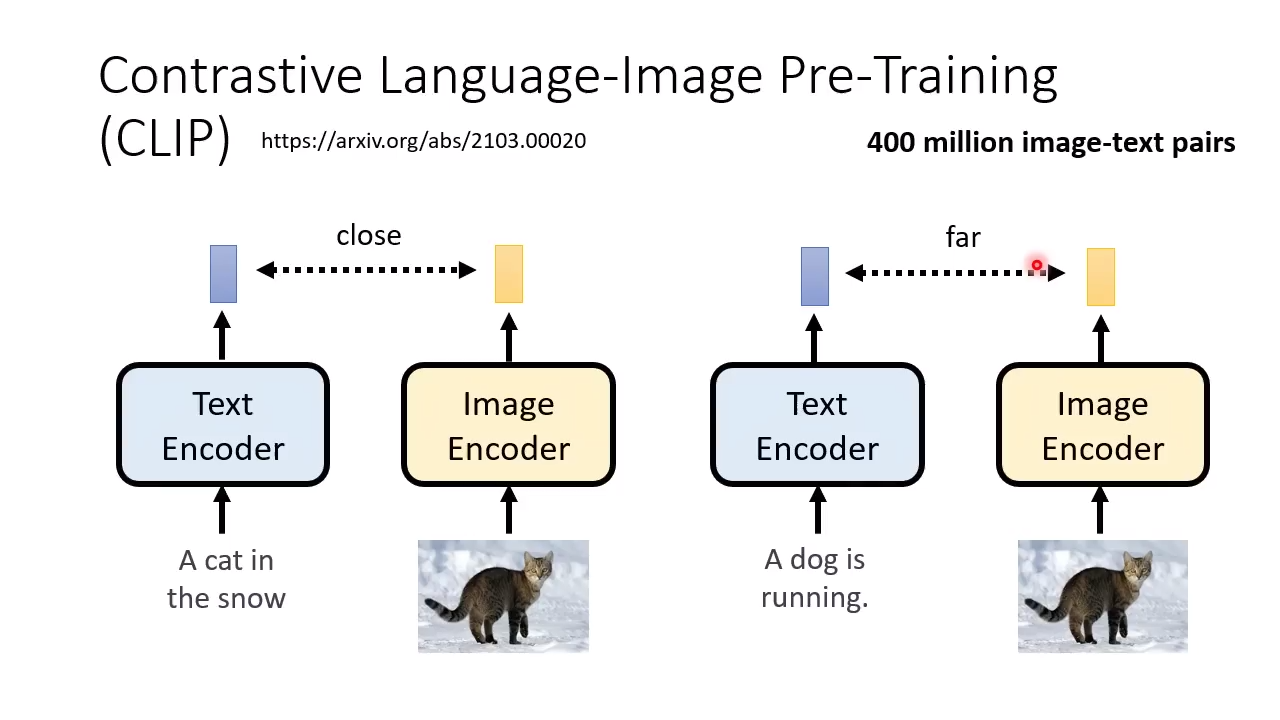 Contrastive Language-Image Pre-Training
(CLIP) https://arxiv.org/abs/2103.00020
400 million image-text pairs
close
far
Text
Encoder
Image
Encoder
Text
Encoder
Image
Encoder
A cat in
the snow
A dog is
running.